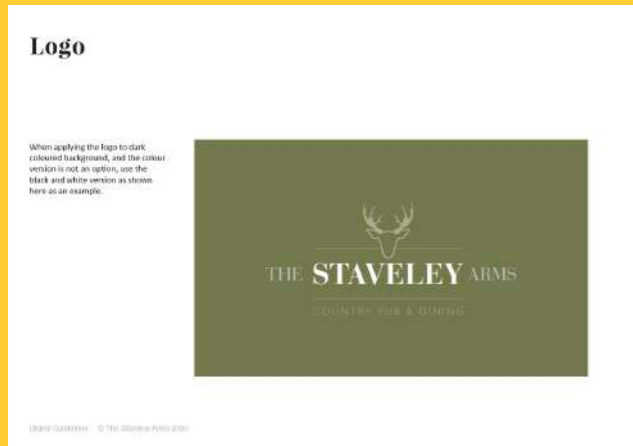 Logo
When applying the logo to dark
coloured background, and the colour
version is not an option, use the
black and white version as shown
here as an example.
THE STAVELEY ARMS
COUNTRY PUB & DINING
Brand Guidelines © The Staveley Arms 2020